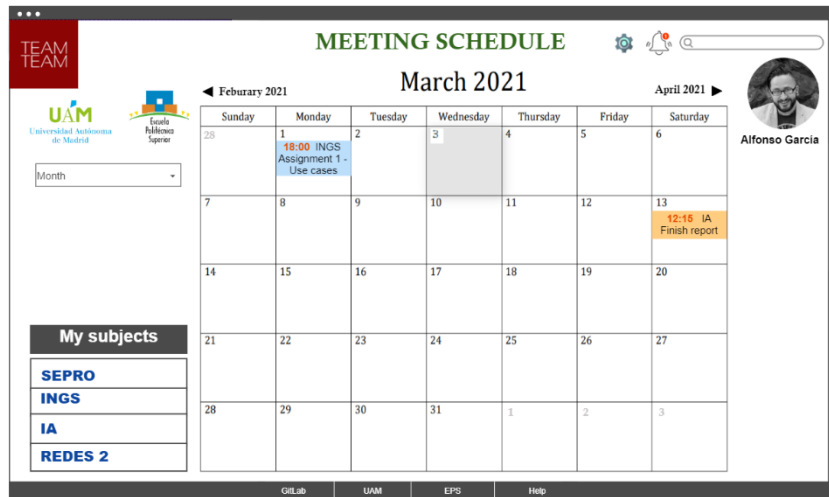 MEETING SCHEDULE
TEAM
TEAM
UAM
Universidad Autónoma
de Madrid
Escuela
Politécnica
Superior
Month
Feburary 2021
March 2021
April 2021
Alfonso Garcia
Sunday Monday Tuesday Wednesday Thursday Friday Saturday
28 1 2 3 4 5 6
18:00 INGS
Assignment 1 -
Use cases
7 8 9 10 11 12 13
12:15 IA
Finish report
14 15 16 17 18 19 20
21 22 23 24 25 26 27
28 29 30 31 1 2 3
My subjects
SEPRO
INGS
IA
REDES 2
GitLab UAM EPS Help